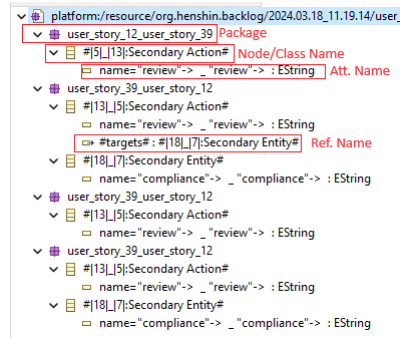 platform:/resource/org.henshin.backlog/2024.03.18_11.19.14/user_
user_story_12_user_story_39 Package
#|5|_|13|:Secondary Action# Node/Class Name
name="review"-> _ "review"-> : EString Att. Name
user_story_39_user_story_12
#|13|_|5|:Secondary Action#
name="review"-> _ "review"-> : EString
#targets# : #|18|_|7|:Secondary Entity# Ref. Name
#|18|_|7|:Secondary Entity#
name="compliance"-> _ "compliance"-> : EString
user_story_39_user_story_12
#|13|_|5|:Secondary Action#
name="review"-> _ "review"-> : EString
user_story_39_user_story_12
#|13|_|5|:Secondary Action#
name="review"-> _ "review"-> : EString
#|18|_|7|:Secondary Entity#
name="compliance"-> _ "compliance"-> : EString